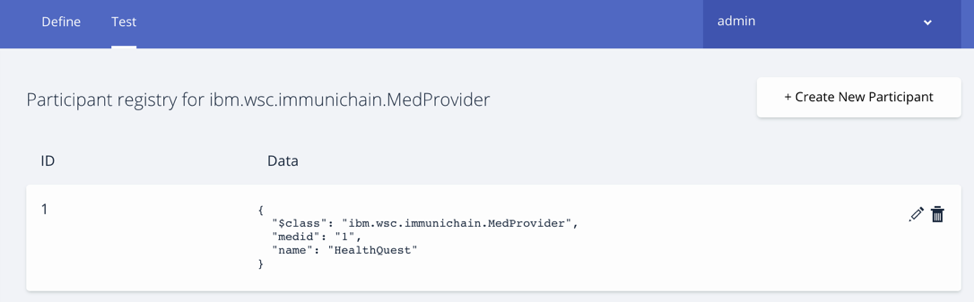 Define Test admin
Participant registry for ibm.wsc.immunichain.MedProvider + Create New Participant
ID Data
1 {
"$class": "ibm.wsc.immunichain.MedProvider",
"medid": "1",
"name": "HealthQuest"
}